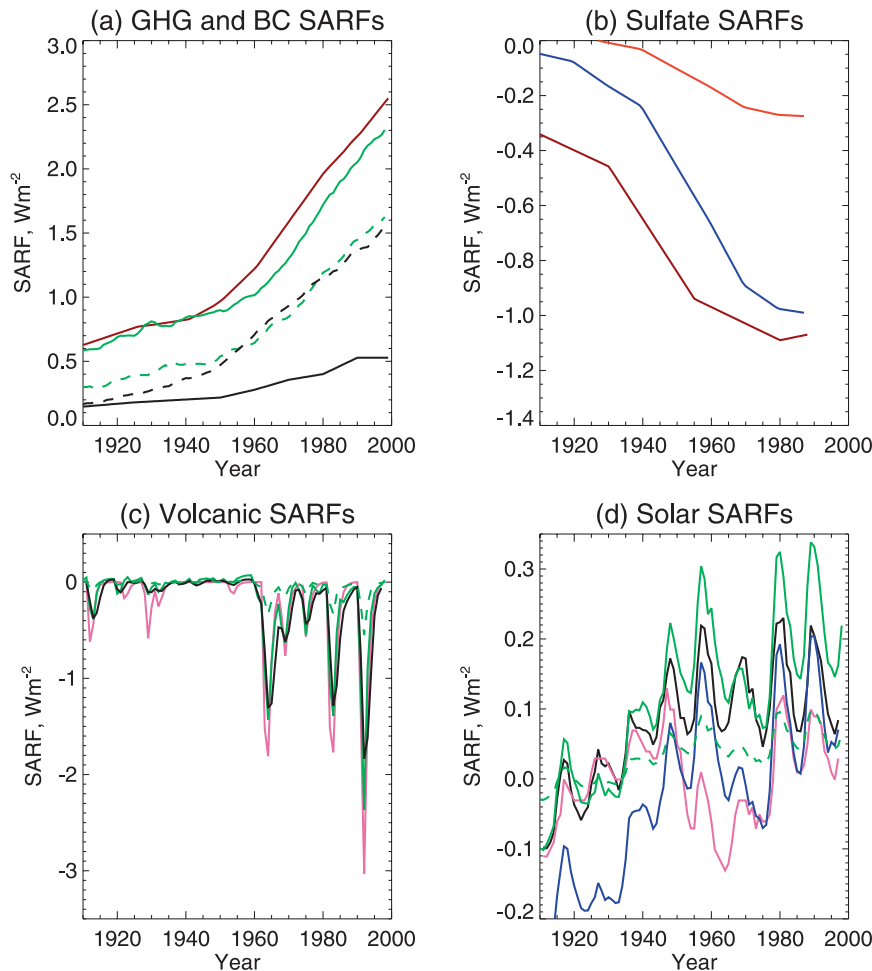 (a) GHG and BC SARFs
3.0
2.5
2.0
1.5
1.0
0.5
0.0
SARF, Wm-2
1920 1940 1960 1980 2000
Year
(b) Sulfate SARFs
0.0
-0.2
-0.4
-0.6
-0.8
-1.0
-1.2
-1.4
SARF, Wm-2
1920 1940 1960 1980 2000
Year
(c) Volcanic SARFs
0
-1
-2
-3
SARF, Wm-2
1920 1940 1960 1980 2000
Year
(d) Solar SARFs
0.3
0.2
0.1
0.0
-0.1
-0.2
SARF, Wm-2
1920 1940 1960 1980 2000
Year